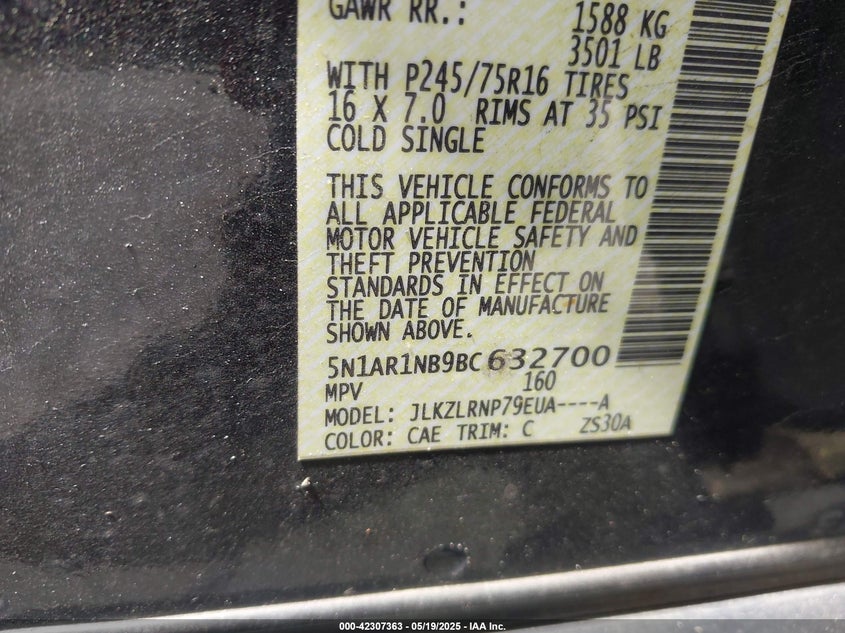 GAWR RR.: 1588 KG
3501 LB
WITH P245/75R16 TIRES
16 X 7.0 RIMS AT 35 PSI
COLD SINGLE
THIS VEHICLE CONFORMS TO
ALL APPLICABLE FEDERAL
MOTOR VEHICLE SAFETY AND
THEFT PREVENTION
STANDARDS IN EFFECT ON
THE DATE OF MANUFACTURE
SHOWN ABOVE.
5N1AR1NB9BC632700
MPV 160
MODEL: JLKZLRNP79EUA----A
COLOR: CAE TRIM: C ZS30A
000-42307363 — 05/19/2025 — IAA Inc.